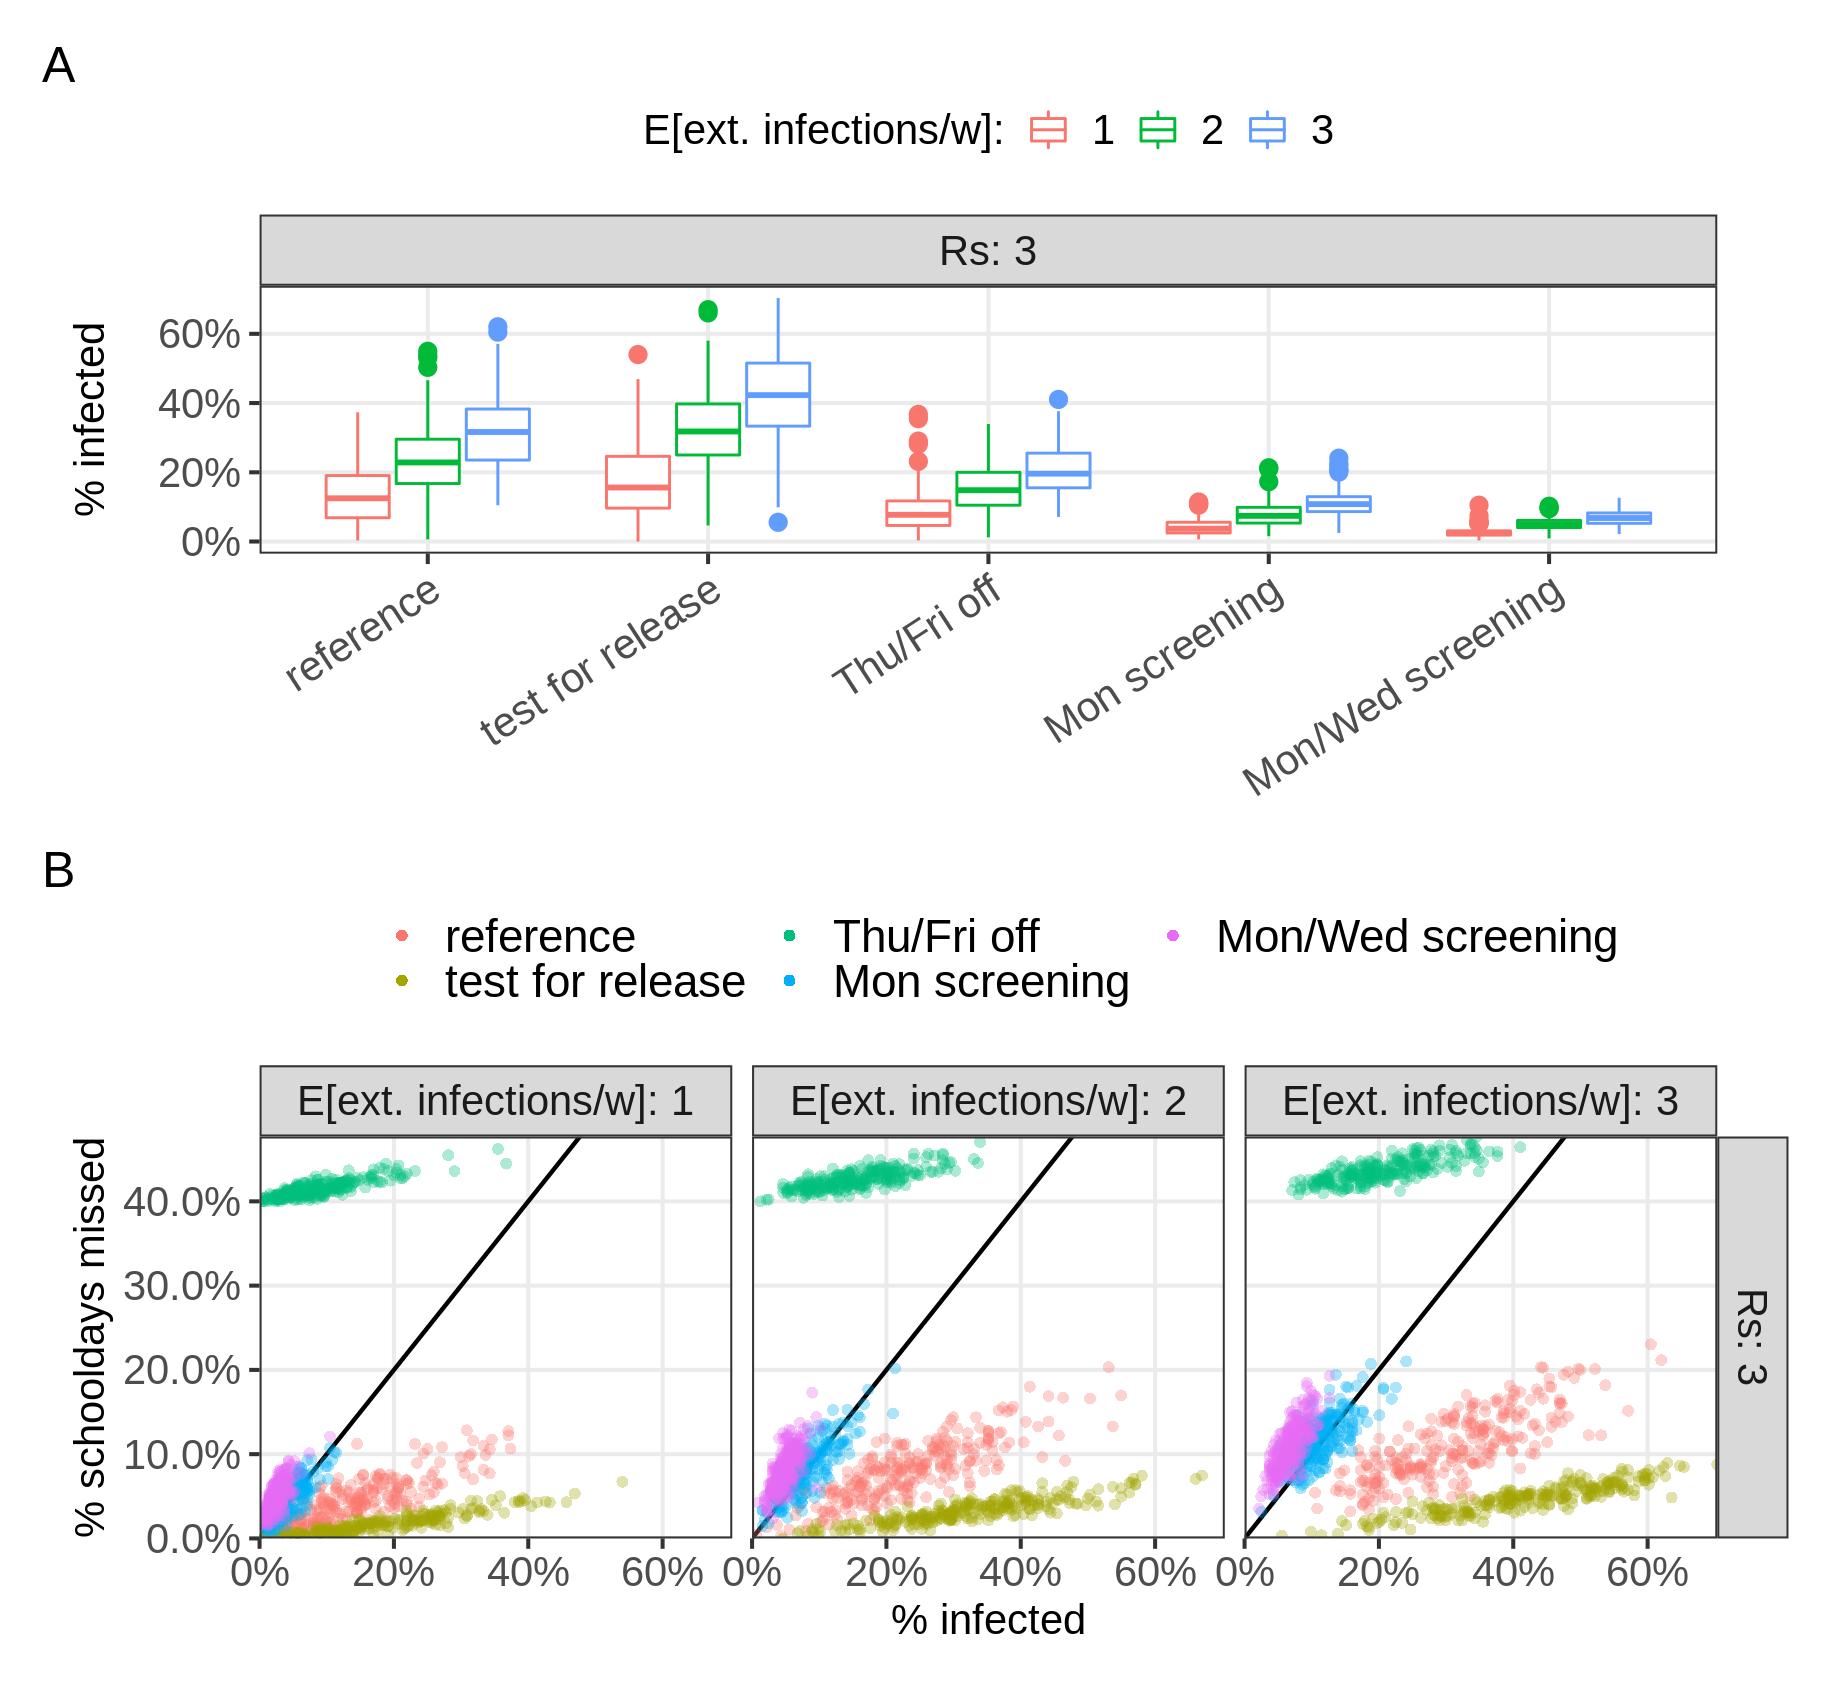 A
E[ext. infections/w]: 1 2 3
Rs: 3
% infected
60%
40%
20%
0%
reference
test for release
Thu/Fri off
Mon screening
Mon/Wed screening
B
reference Thu/Fri off Mon/Wed screening
test for release Mon screening
E[ext. infections/w]: 1 E[ext. infections/w]: 2 E[ext. infections/w]: 3
% schooldays missed
40.0%
30.0%
20.0%
10.0%
0.0%
Rs: 3
0% 20% 40% 60% 0% 20% 40% 60% 0% 20% 40% 60%
% infected